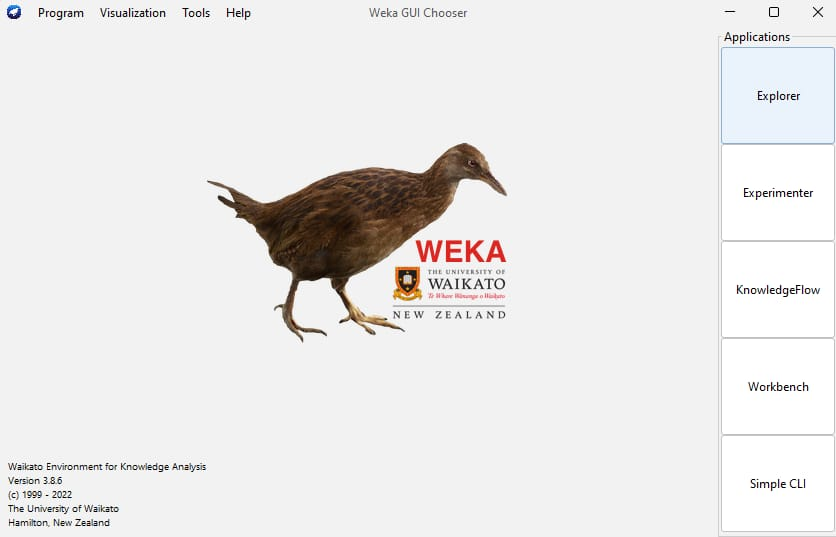 Program Visualization Tools Help Weka GUI Chooser
Applications
Explorer
Experimenter
KnowledgeFlow
Workbench
Simple CLI
WEKA
THE UNIVERSITY OF
WAIKATO
Te Whare Wānanga o Waikato
NEW ZEALAND
Waikato Environment for Knowledge Analysis
Version 3.8.6
(c) 1999 - 2022
The University of Waikato
Hamilton, New Zealand